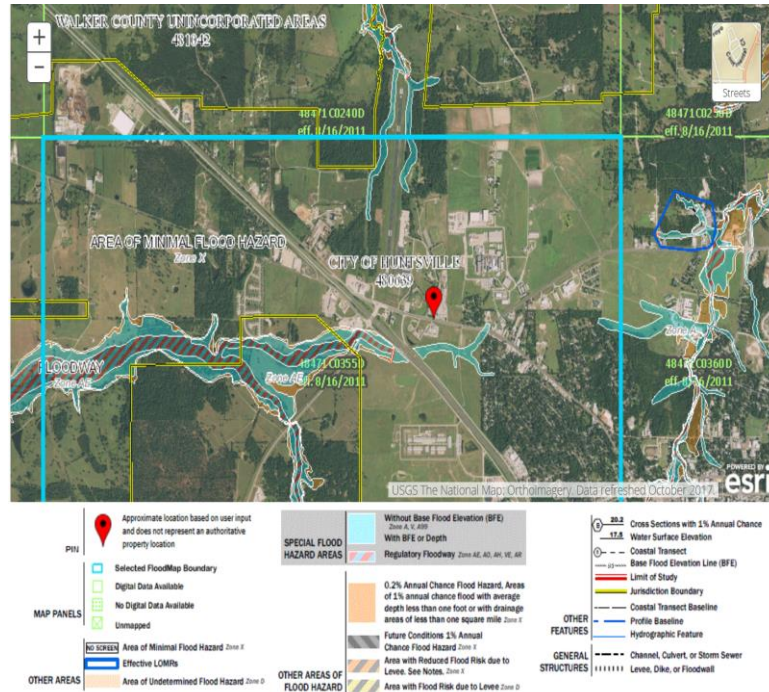 WALKER COUNTY UNINCORPORATED AREAS
481042
+
−
Streets
48471C0240D
eff. 8/16/2011
48471C0250D
eff. 8/16/2011
AREA OF MINIMAL FLOOD HAZARD
Zone X
CITY OF HUNTSVILLE
480639
Zone A
FLOODWAY
Zone AE
48471C0355D
eff. 8/16/2011
Zone AE
48471C0360D
eff. 8/16/2011
POWERED BY
esri
USGS The National Map: Orthoimagery. Data refreshed October 2017.
PIN
Approximate location based on user input
and does not represent an authoritative
property location
MAP PANELS
Selected FloodMap Boundary
Digital Data Available
No Digital Data Available
Unmapped
OTHER AREAS
NO SCREEN Area of Minimal Flood Hazard Zone X
Effective LOMRs
Area of Undetermined Flood Hazard Zone D
SPECIAL FLOOD
HAZARD AREAS
Without Base Flood Elevation (BFE)
Zone A, V, A99
With BFE or Depth
Regulatory Floodway Zone AE, AO, AH, VE, AR
0.2% Annual Chance Flood Hazard, Areas
of 1% annual chance flood with average
depth less than one foot or with drainage
areas of less than one square mile Zone X
Future Conditions 1% Annual
Chance Flood Hazard Zone X
Area with Reduced Flood Risk due to
Levee. See Notes. Zone X
OTHER AREAS OF
FLOOD HAZARD
Area with Flood Risk due to Levee Zone D
20.2
Cross Sections with 1% Annual Chance
17.5
Water Surface Elevation
Coastal Transect
Base Flood Elevation Line (BFE)
Limit of Study
Jurisdiction Boundary
Coastal Transect Baseline
OTHER
FEATURES
Profile Baseline
Hydrographic Feature
GENERAL
STRUCTURES
Channel, Culvert, or Storm Sewer
Levee, Dike, or Floodwall